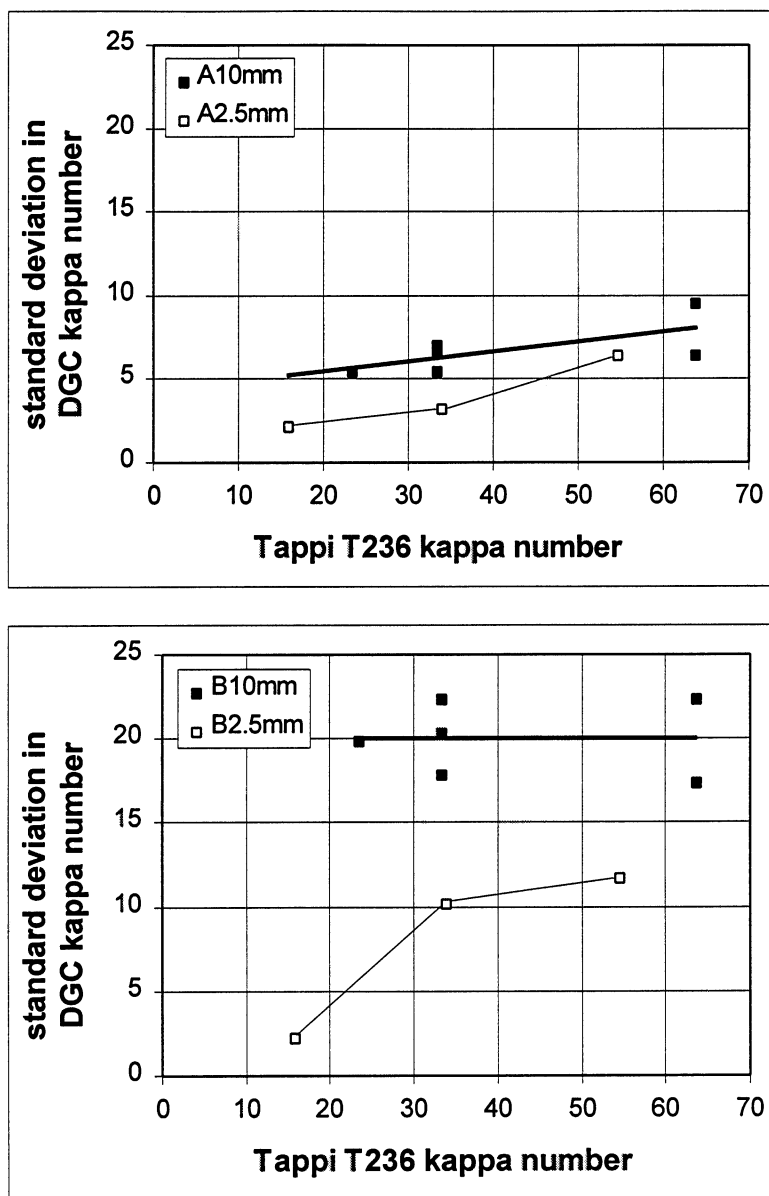 A10mm
A2.5mm
standard deviation in
DGC kappa number
25
20
15
10
5
0
0 10 20 30 40 50 60 70
Tappi T236 kappa number
B10mm
B2.5mm
standard deviation in
DGC kappa number
25
20
15
10
5
0
0 10 20 30 40 50 60 70
Tappi T236 kappa number